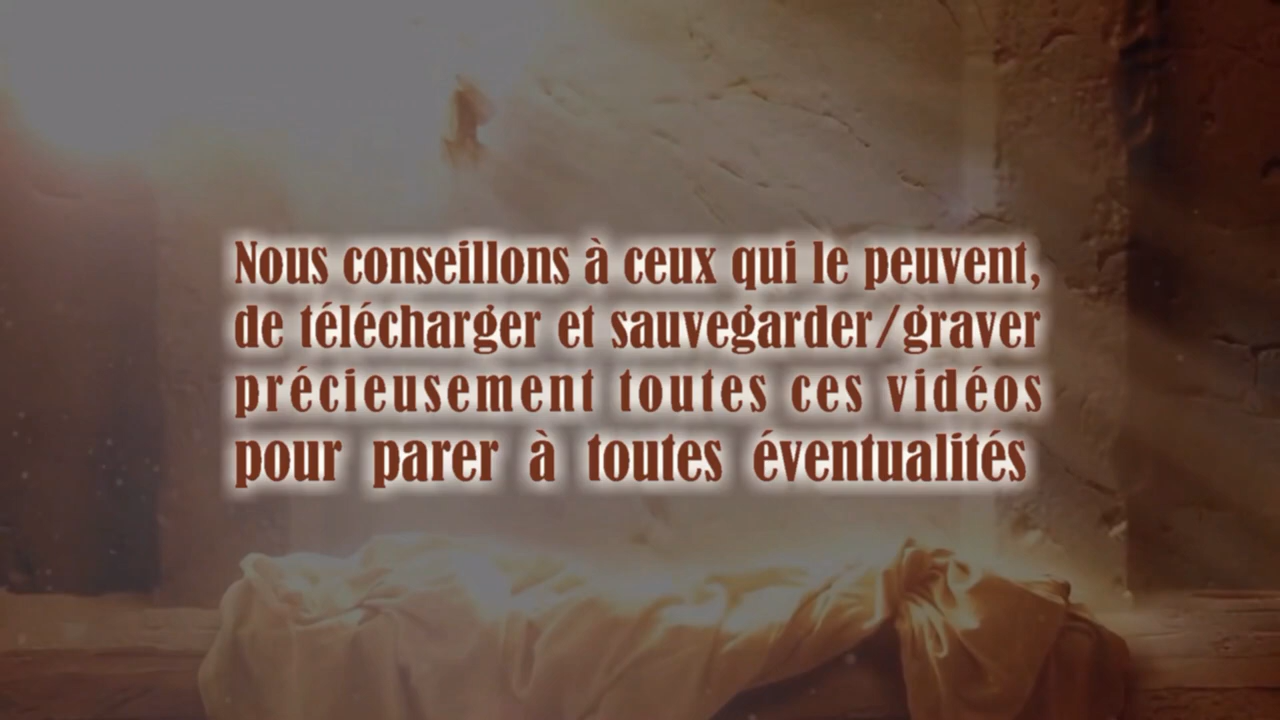 Nous conseillons à ceux qui le peuvent,
de télécharger et sauvegarder/graver
précieusement toutes ces vidéos
pour parer à toutes éventualités